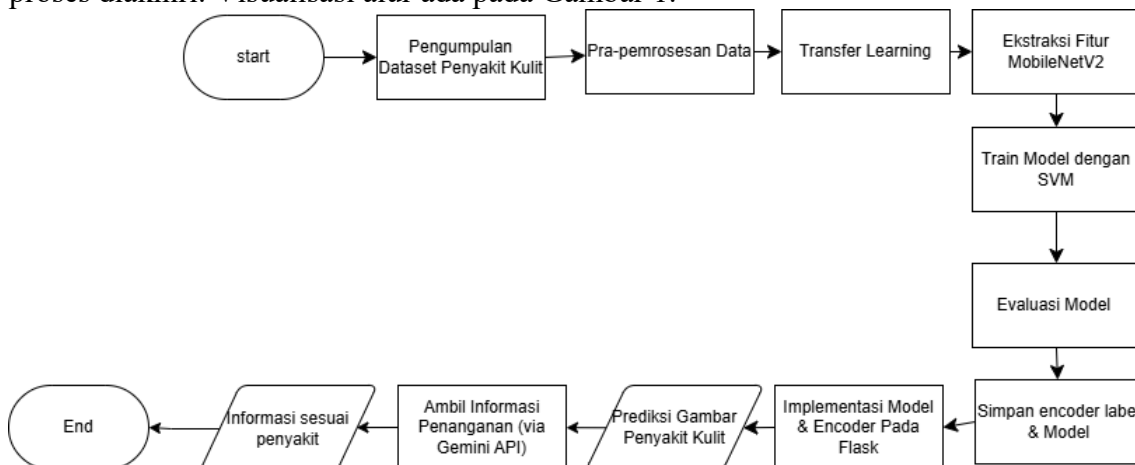 proses diakhiri. Visualisasi alur ada pada Gambar 1.
start
Pengumpulan
Dataset Penyakit Kulit
Pra-pemrosesan Data
Transfer Learning
Ekstraksi Fitur
MobileNetV2
Train Model dengan
SVM
Evaluasi Model
Simpan encoder label
& Model
Implementasi Model
& Encoder Pada
Flask
Prediksi Gambar
Penyakit Kulit
Ambil Informasi
Penanganan (via
Gemini API)
Informasi sesuai
penyakit
End